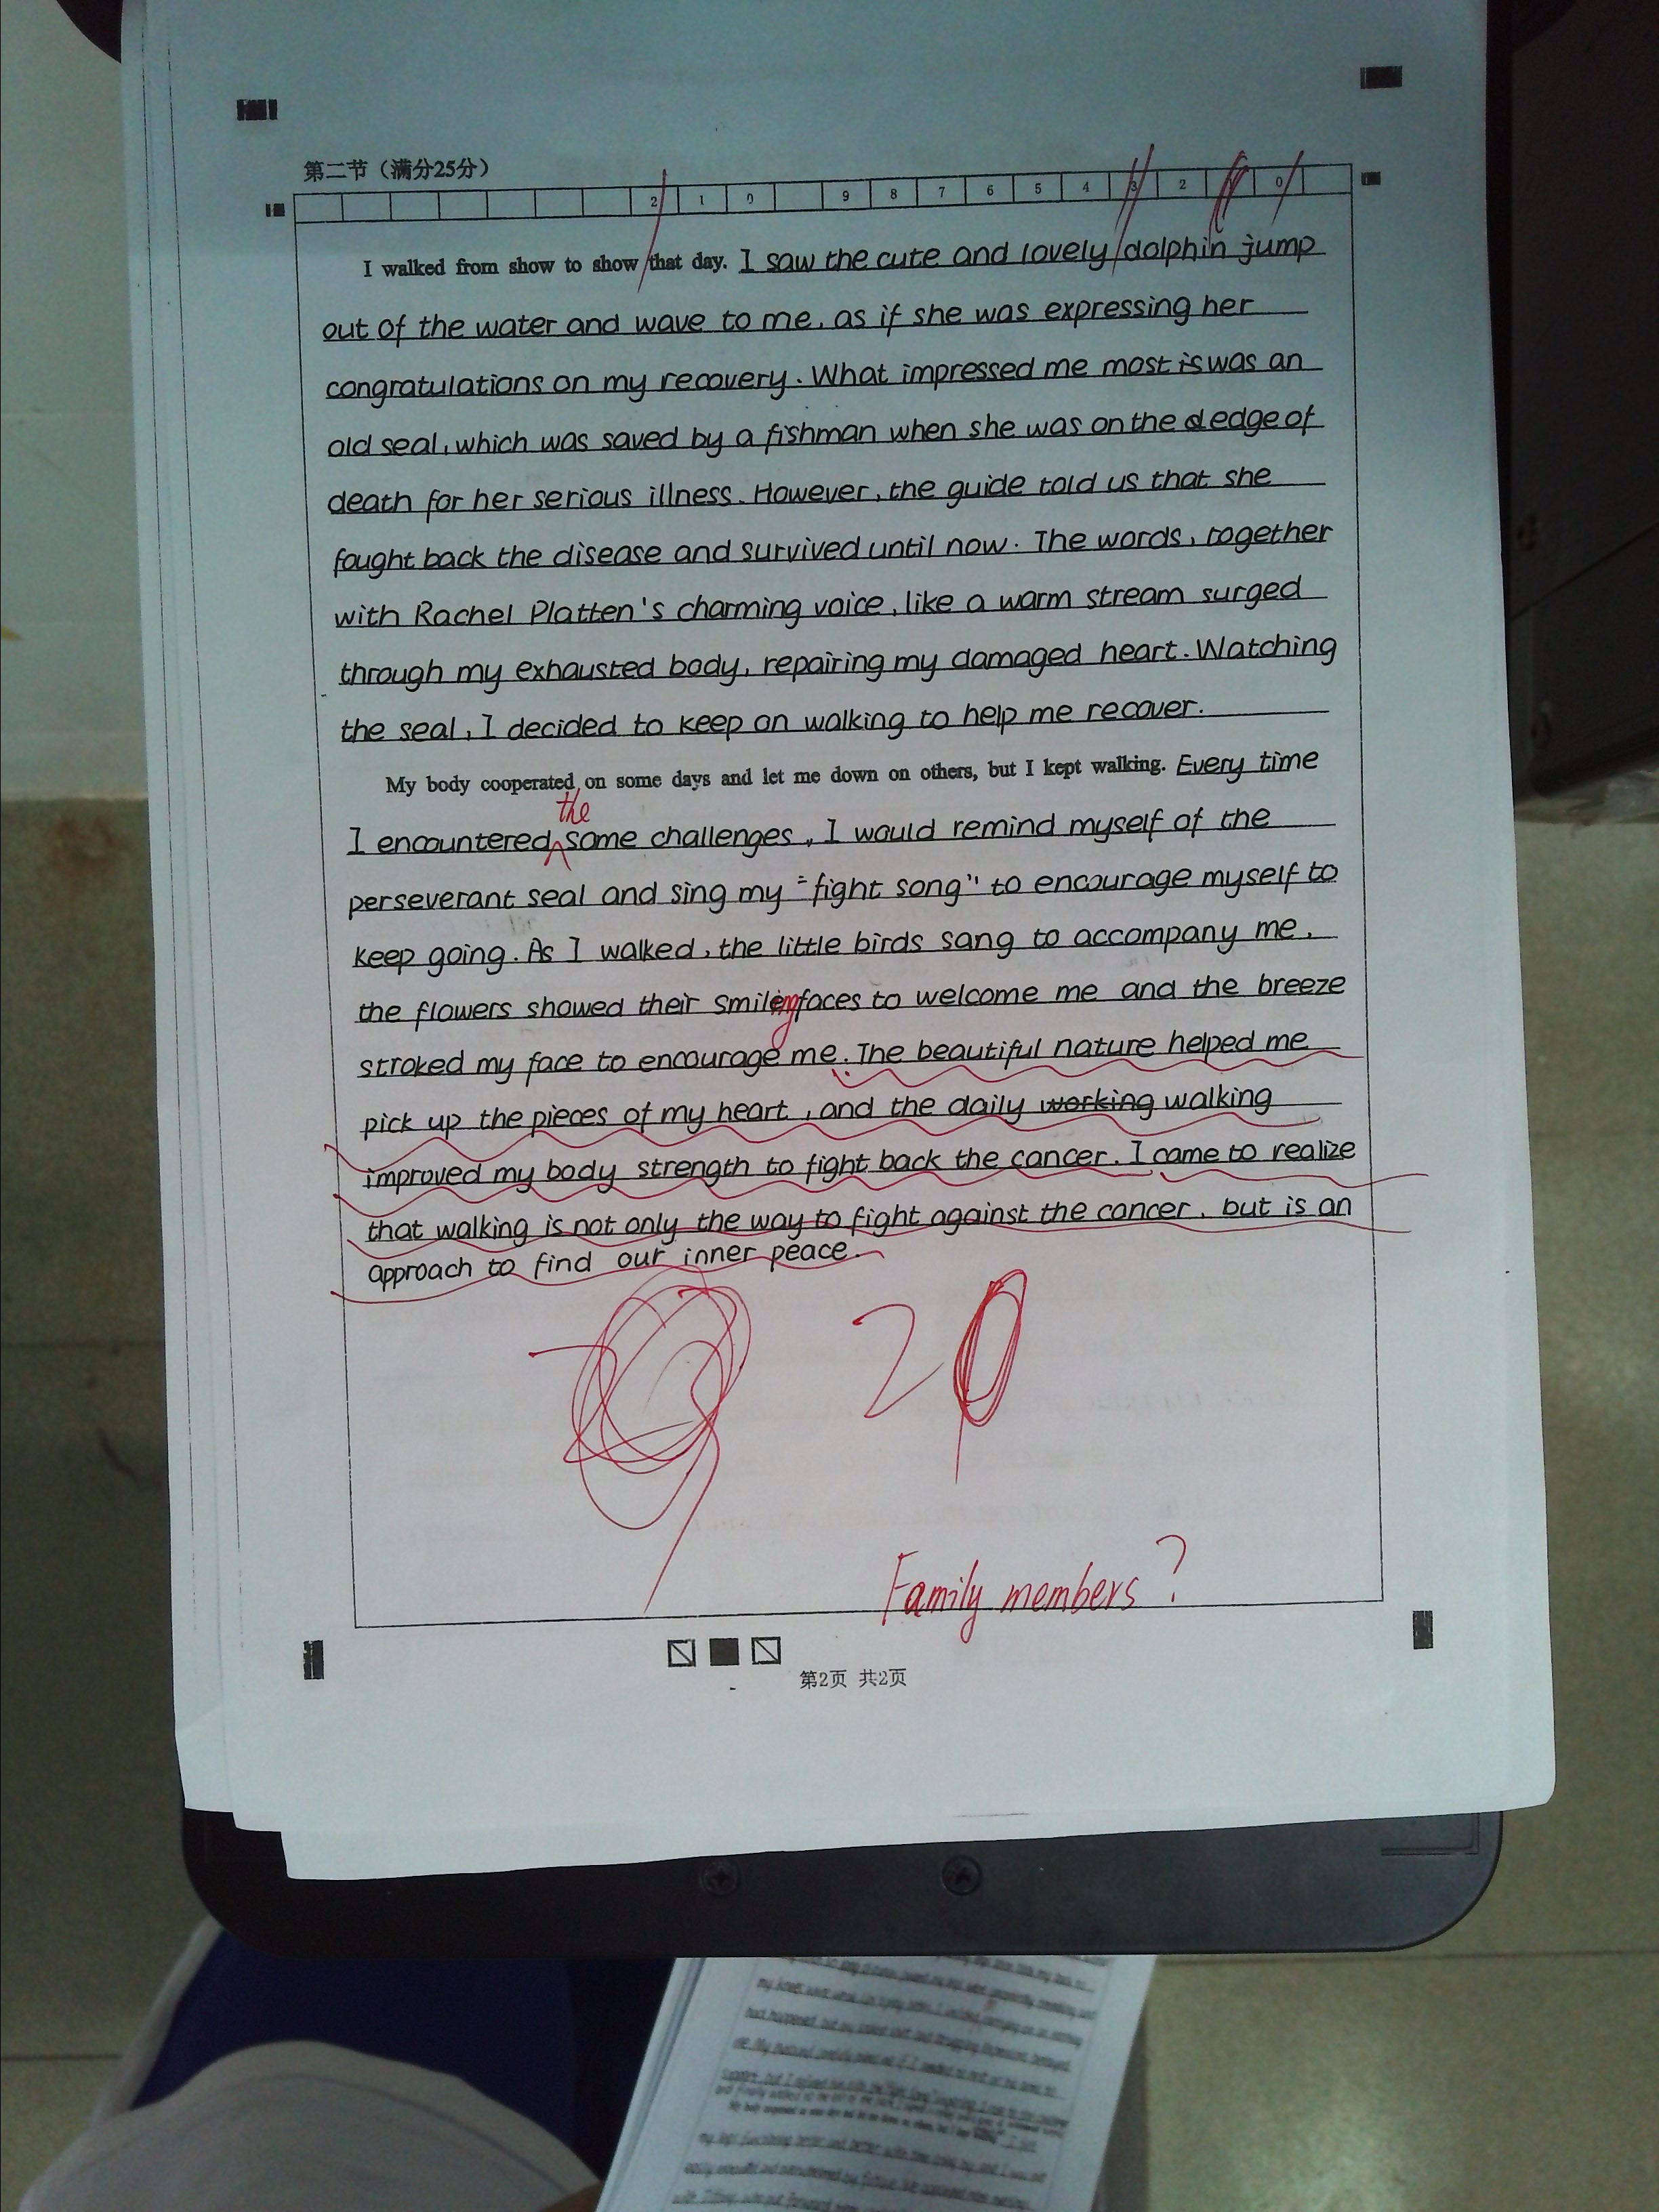 第二节（满分25分）
2 1 0 9 8 7 6 5 4 3 2 0
I walked from show to show that day. I saw the cute and lovely dolphin jump
out of the water and wave to me, as if she was expressing her
congratulations on my recovery. What impressed me most is was an
old seal, which was saved by a fishman when she was on the edge of
death for her serious illness. However, the guide told us that she
fought back the disease and survived until now. The words, together
with Rachel Platten's charming voice, like a warm stream surged
through my exhausted body, repairing my damaged heart. Watching
the seal, I decided to keep on walking to help me recover.
My body cooperated on some days and let me down on others, but I kept walking. Every time
the
I encountered some challenges, I would remind myself of the
perseverant seal and sing my "fight song" to encourage myself to
keep going. As I walked, the little birds sang to accompany me,
the flowers showed their smiling faces to welcome me and the breeze
stroked my face to encourage me. The beautiful nature helped me
pick up the pieces of my heart, and the daily working walking
improved my body strength to fight back the cancer. I came to realize
that walking is not only the way to fight against the cancer, but is an
approach to find our inner peace.
20
Family members?
第2页 共2页